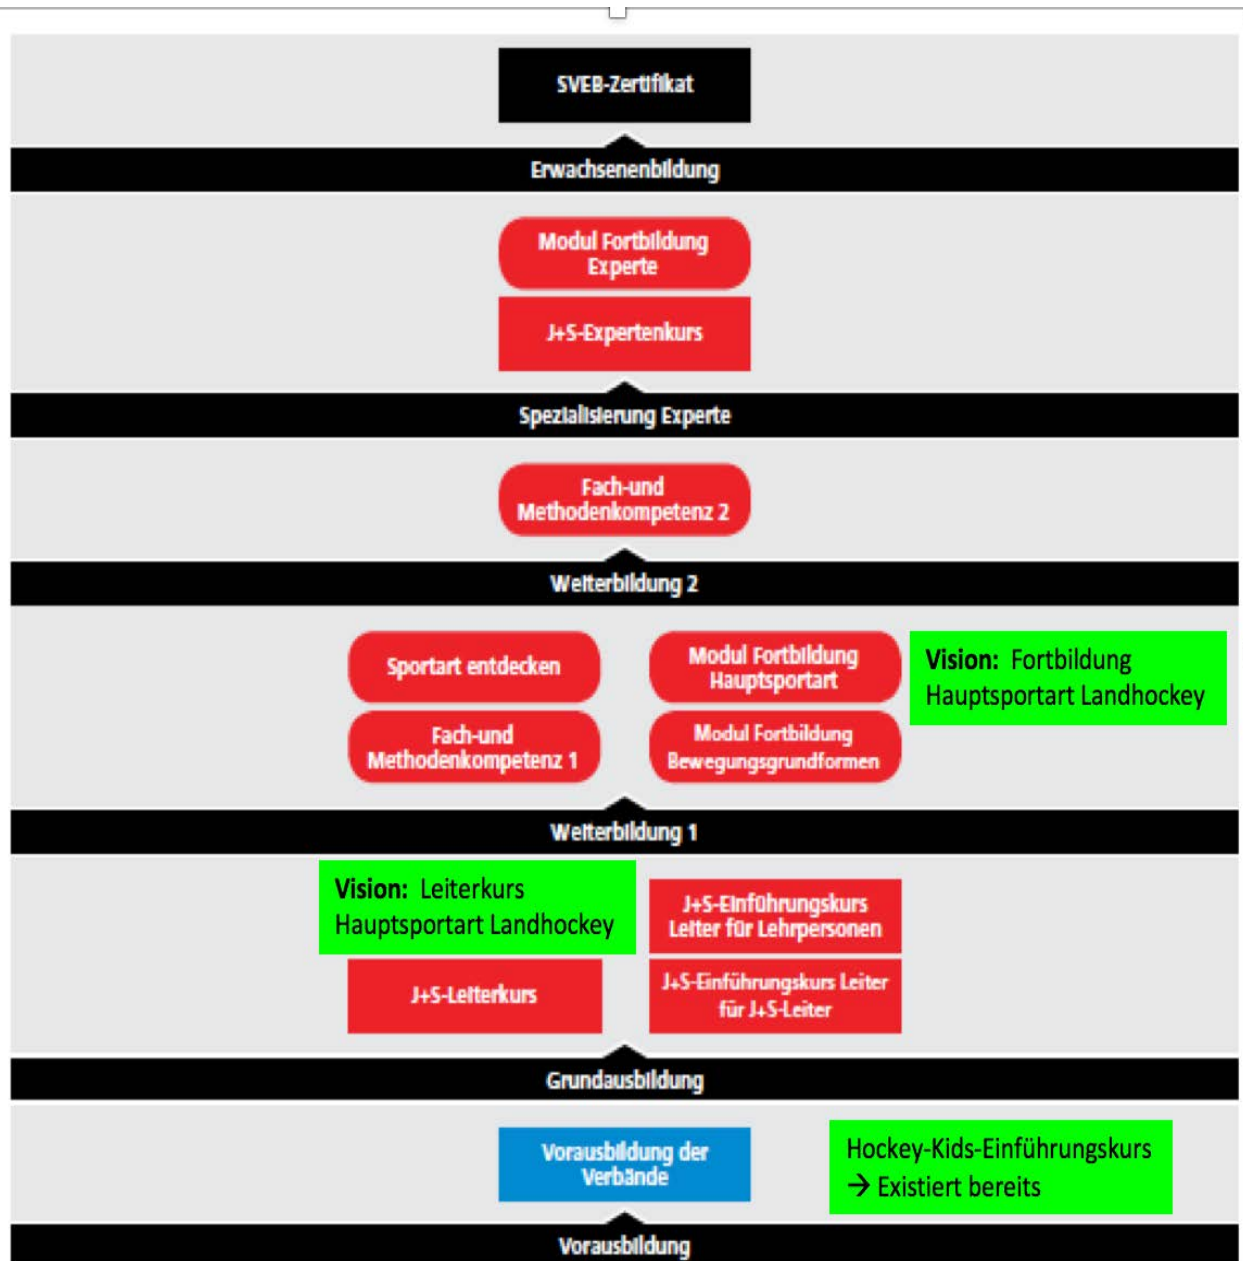 SVEB-Zertifikat
Erwachsenenbildung
Modul Fortbildung
Experte
J+S-Expertenkurs
Spezialisierung Experte
Fach-und
Methodenkompetenz 2
Weiterbildung 2
Sportart entdecken
Modul Fortbildung
Hauptsportart
Vision: Fortbildung
Hauptsportart Landhockey
Fach-und
Methodenkompetenz 1
Modul Fortbildung
Bewegungsgrundformen
Weiterbildung 1
Vision: Leiterkurs
Hauptsportart Landhockey
J+S-Einführungskurs
Leiter für Lehrpersonen
J+S-Leiterkurs
J+S-Einführungskurs Leiter
für J+S-Leiter
Grundausbildung
Vorausbildung der
Verbände
Hockey-Kids-Einführungskurs
→ Existiert bereits
Vorausbildung